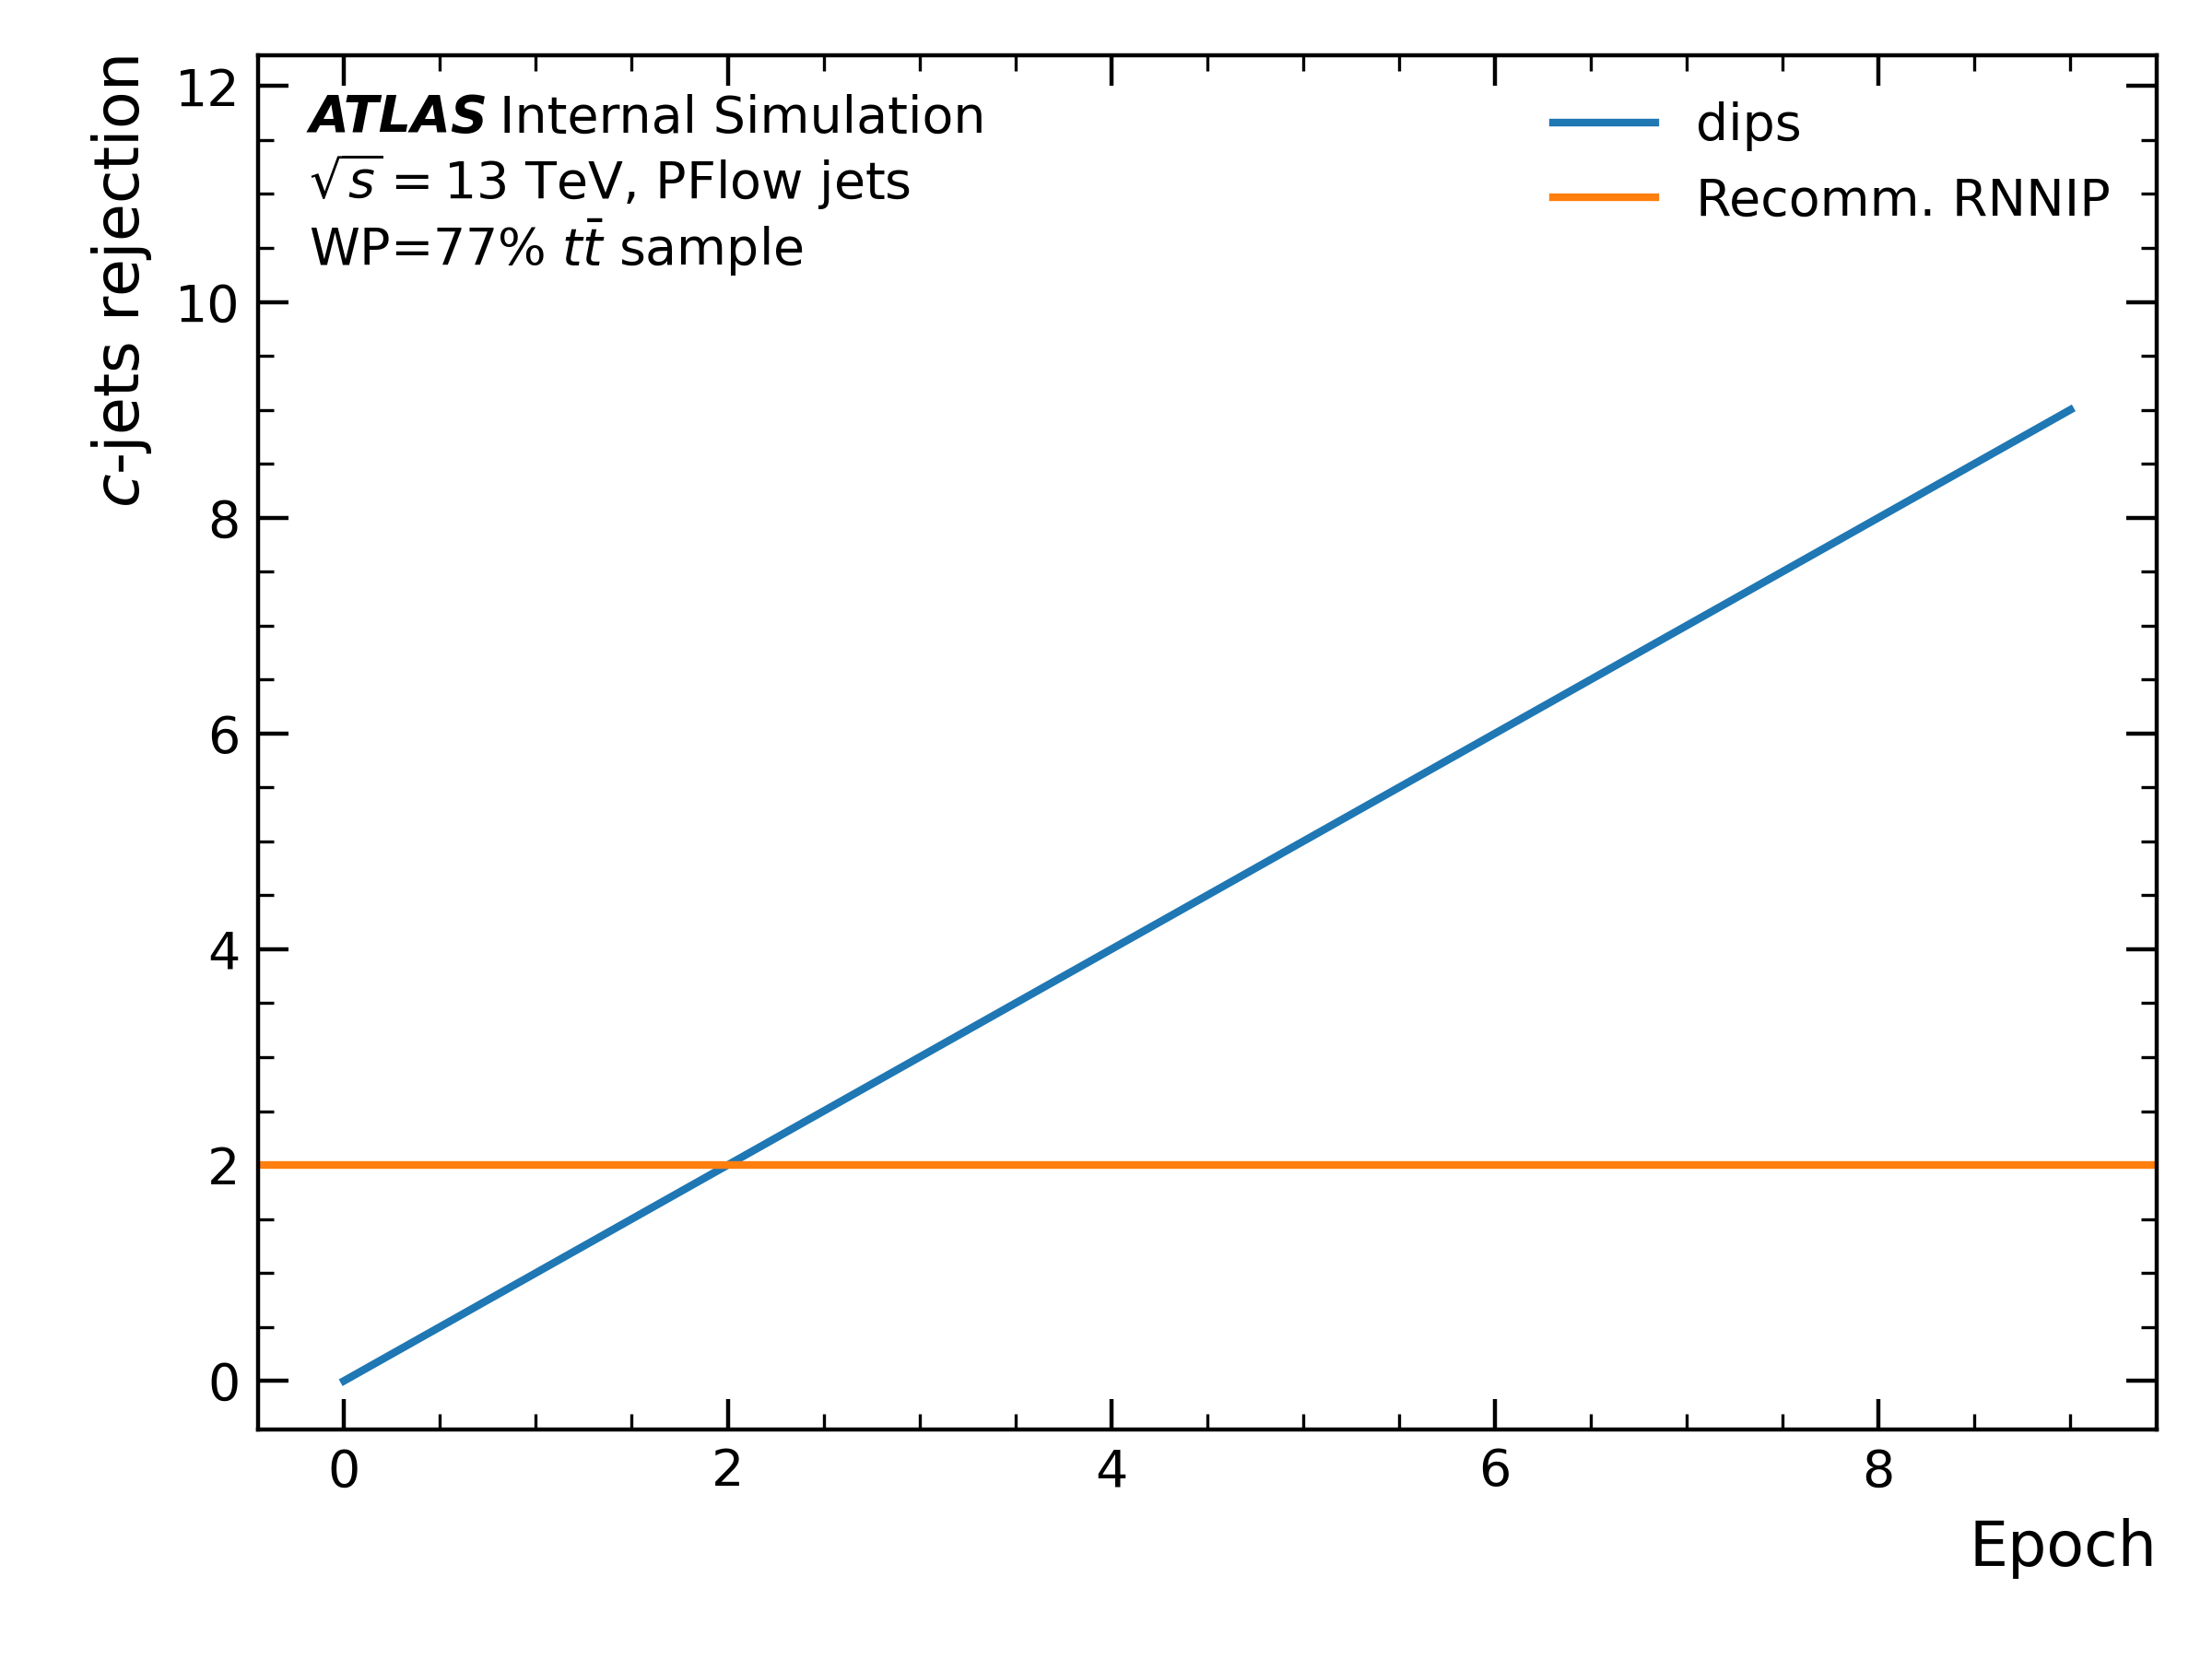 ATLAS Internal Simulation
√s = 13 TeV, PFlow jets
WP=77% tt̄ sample
dips
Recomm. RNNIP
c-jets rejection
12
10
8
6
4
2
0
0 2 4 6 8
Epoch